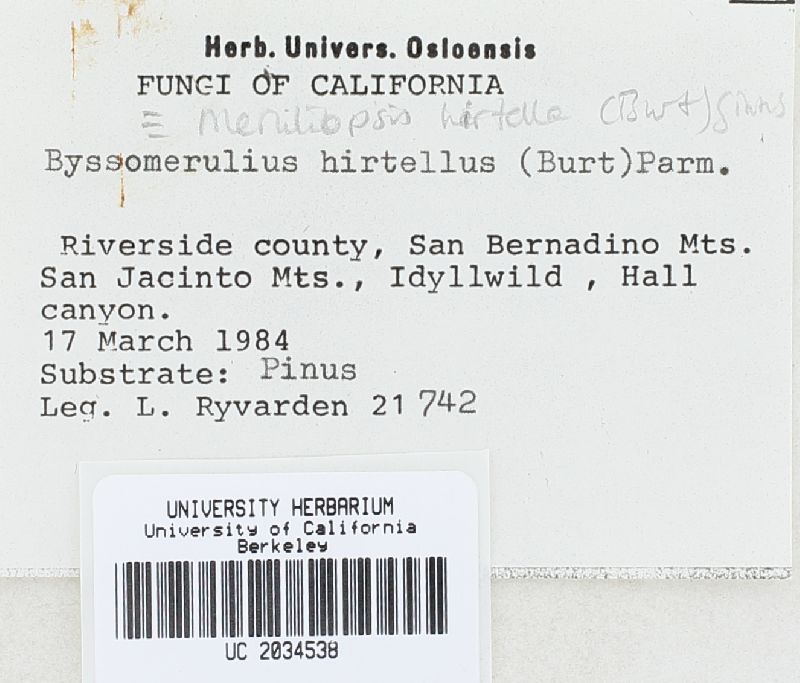 Herb. Univers. Osloensis
FUNGI OF CALIFORNIA
≡ Meruliopsis hirtella (Burt) Ginns
Byssomerulius hirtellus (Burt)Parm.
Riverside county, San Bernadino Mts.
San Jacinto Mts., Idyllwild , Hall
canyon.
17 March 1984
Substrate: Pinus
Leg. L. Ryvarden 21 742
UNIVERSITY HERBARIUM
University of California
Berkeley
UC 2034538